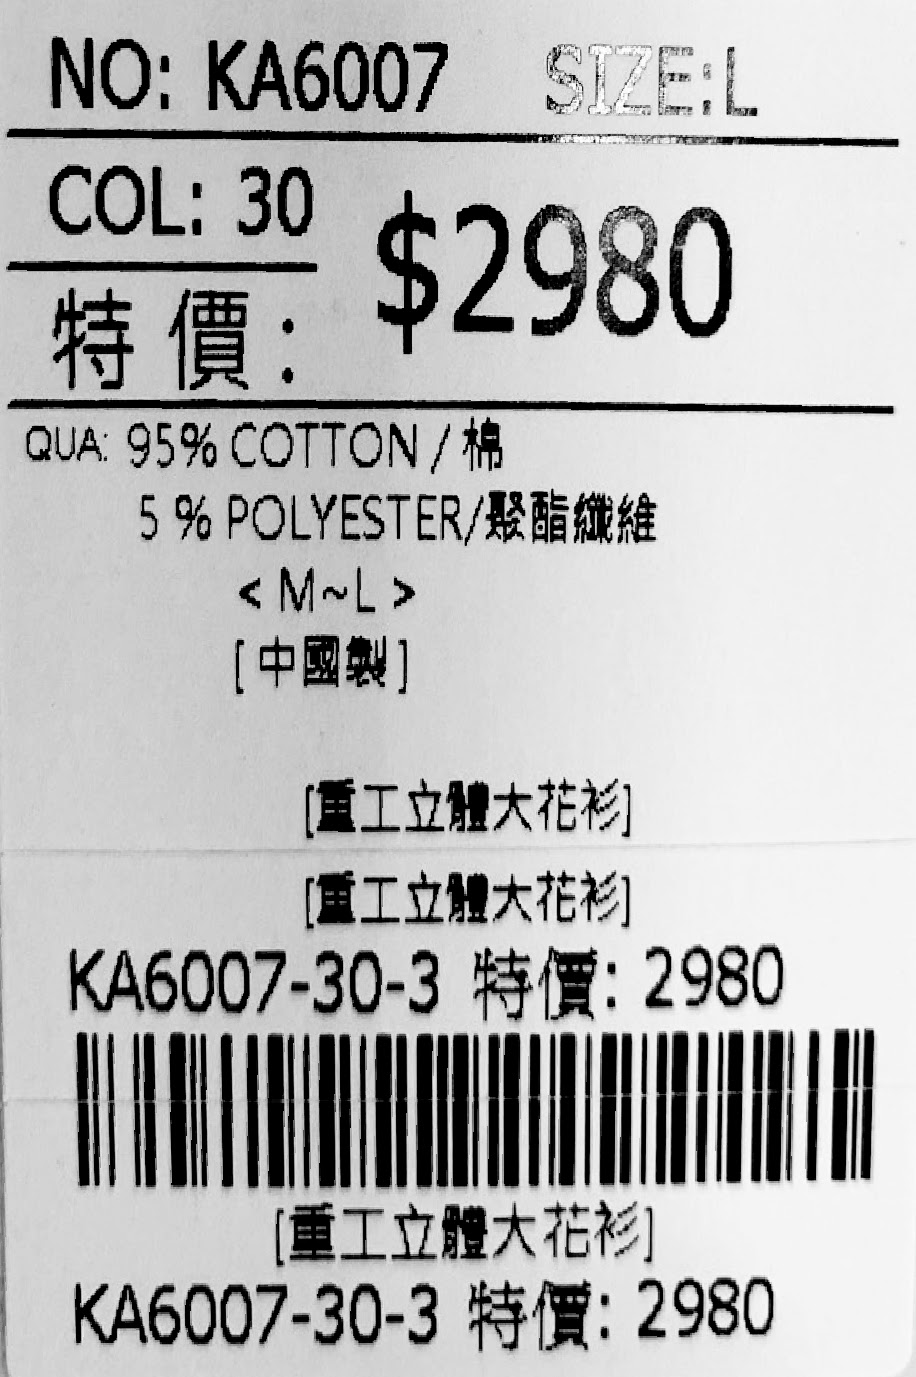 NO: KA6007 SIZE:L
COL: 30
$2980
特價:
QUA: 95% COTTON / 棉
5 % POLYESTER/聚酯纖維
< M~L >
[ 中國製 ]
[重工立體大花衫]
[重工立體大花衫]
KA6007-30-3 特價: 2980
[重工立體大花衫]
KA6007-30-3 特價: 2980